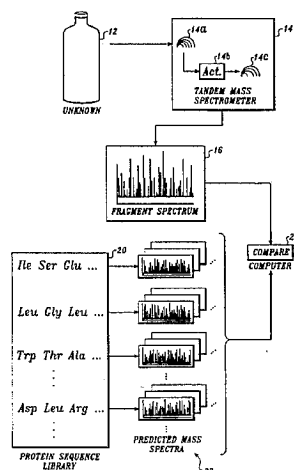 12
UNKNOWN
14
14a
14b
Act.
14c
TANDEM MASS
SPECTROMETER
16
FRAGMENT SPECTRUM
20
Ile Ser Glu ...
Leu Gly Leu ...
Trp Thr Ala ...
Asp Leu Arg ...
PROTEIN SEQUENCE
LIBRARY
PREDICTED MASS
SPECTRA
2
COMPARE
COMPUTER